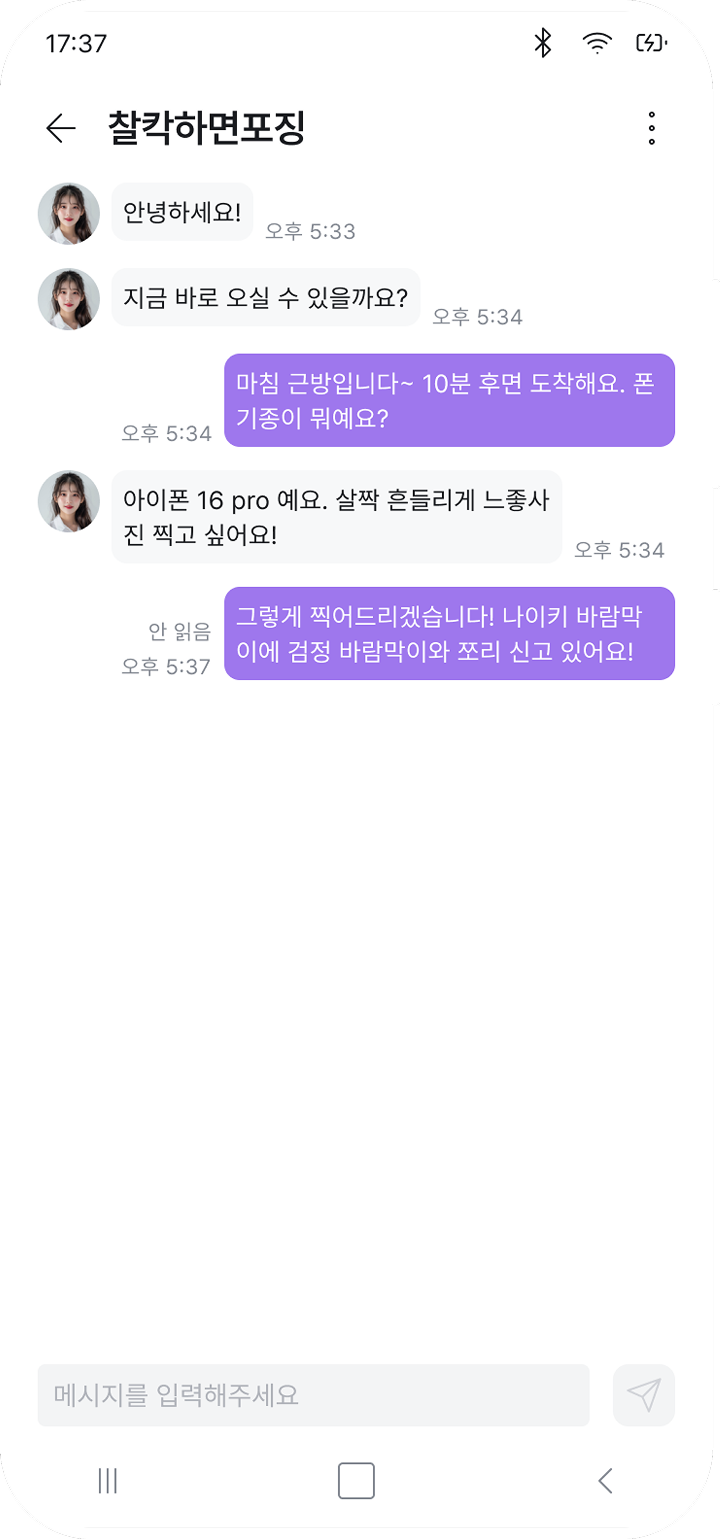 17:37
찰칵하면포징
안녕하세요!
오후 5:33
지금 바로 오실 수 있을까요?
오후 5:34
마침 근방입니다~ 10분 후면 도착해요. 폰
기종이 뭐예요?
오후 5:34
아이폰 16 pro 예요. 살짝 흔들리게 느좋사
진 찍고 싶어요!
오후 5:34
그렇게 찍어드리겠습니다! 나이키 바람막
이에 검정 바람막이와 쪼리 신고 있어요!
안 읽음
오후 5:37
메시지를 입력해주세요